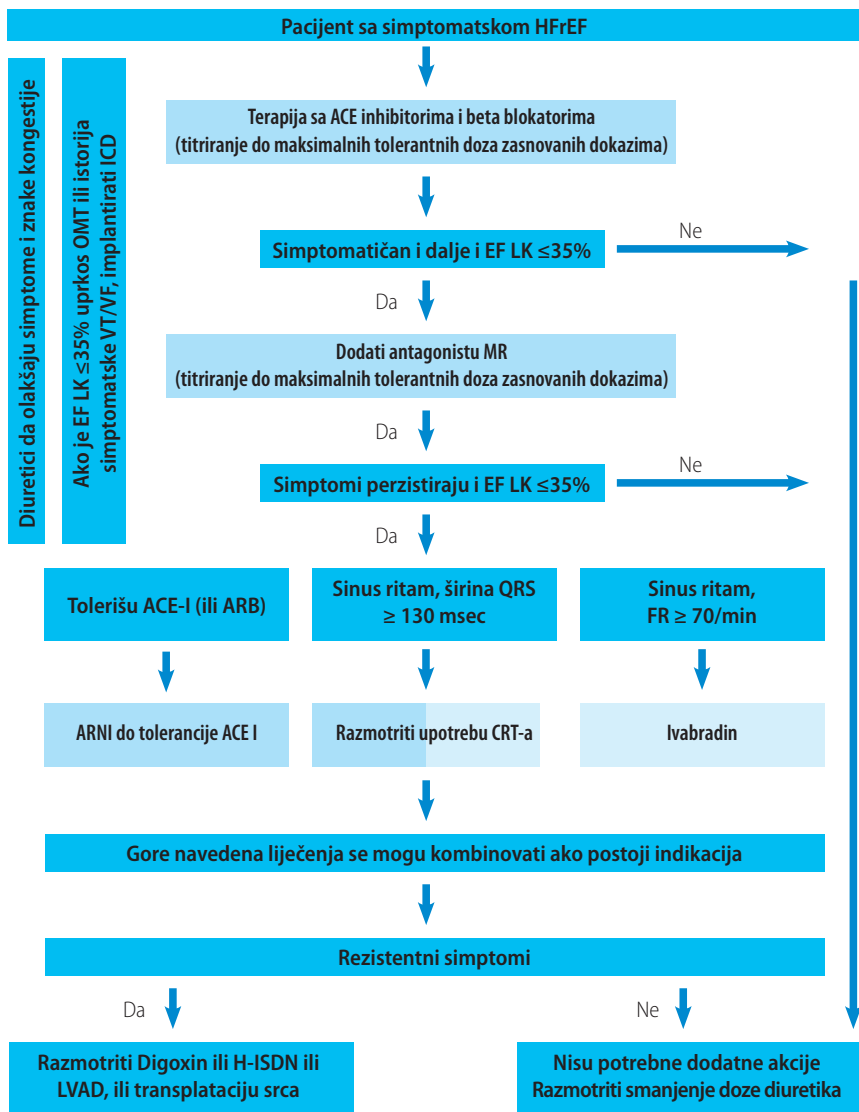 Pacijent sa simptomatskom HFrEF
Diuretici da olakšaju simptome i znake kongestije
Ako je EF LK ≤35% uprkos OMT ili istorija
simptomatske VT/VF, implantirati ICD
Terapija sa ACE inhibitorima i beta blokatorima
(titriranje do maksimalnih tolerantnih doza zasnovanih dokazima)
Simptomatičan i dalje i EF LK ≤35%
Ne
Da
Dodati antagonistu MR
(titriranje do maksimalnih tolerantnih doza zasnovanih dokazima)
Da
Simptomi perzistiraju i EF LK ≤35%
Ne
Da
Tolerišu ACE-I (ili ARB)
Sinus ritam, širina QRS
≥ 130 msec
Sinus ritam,
FR ≥ 70/min
ARNI do tolerancije ACE I
Razmotriti upotrebu CRT-a
Ivabradin
Gore navedena liječenja se mogu kombinovati ako postoji indikacija
Rezistentni simptomi
Da
Ne
Razmotriti Digoxin ili H-ISDN ili
LVAD, ili transplataciju srca
Nisu potrebne dodatne akcije
Razmotriti smanjenje doze diuretika